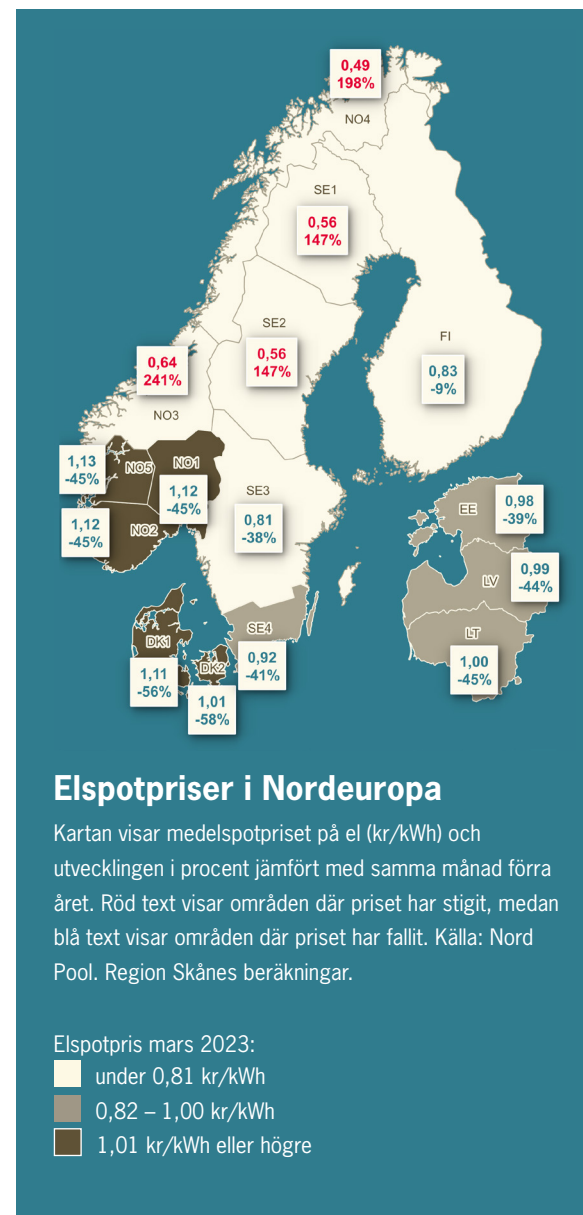 0,49
198%
NO4
SE1
0,56
147%
SE2
0,56
147%
FI
0,83
-9%
0,64
241%
NO3
1,13
-45%
NO5
NO1
1,12
-45%
1,12
-45%
NO2
SE3
0,81
-38%
EE
0,98
-39%
LV
0,99
-44%
LT
1,00
-45%
SE4
0,92
-41%
DK1
1,11
-56%
DK2
1,01
-58%
Elspotpriser i Nordeuropa
Kartan visar medelspotpriset på el (kr/kWh) och
utvecklingen i procent jämfört med samma månad förra
året. Röd text visar områden där priset har stigit, medan
blå text visar områden där priset har fallit. Källa: Nord
Pool. Region Skånes beräkningar.
Elspotpris mars 2023:
under 0,81 kr/kWh
0,82 – 1,00 kr/kWh
1,01 kr/kWh eller högre